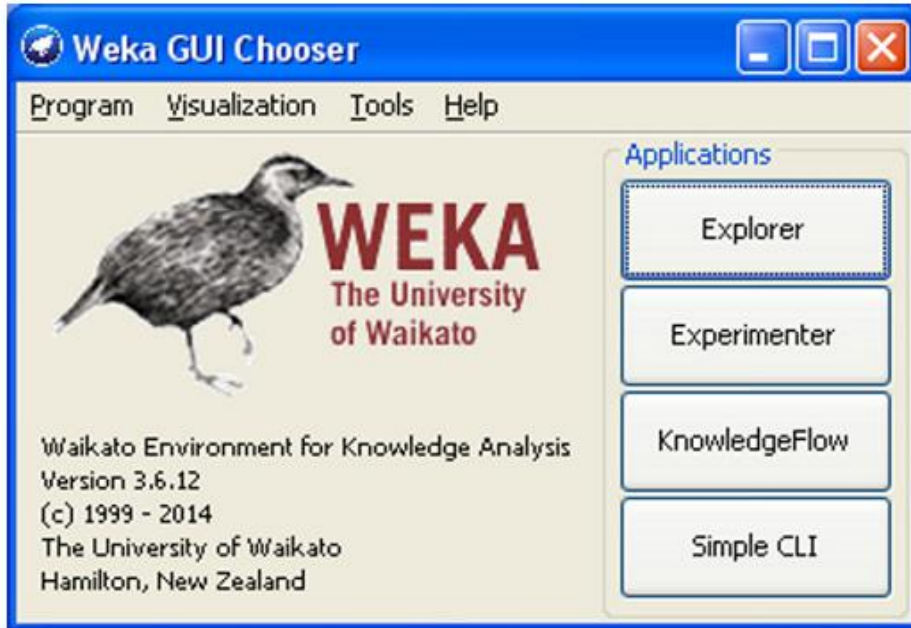 Weka GUI Chooser
Program Visualization Tools Help
WEKA
The University
of Waikato
Waikato Environment for Knowledge Analysis
Version 3.6.12
(c) 1999 - 2014
The University of Waikato
Hamilton, New Zealand
Applications
Explorer
Experimenter
KnowledgeFlow
Simple CLI